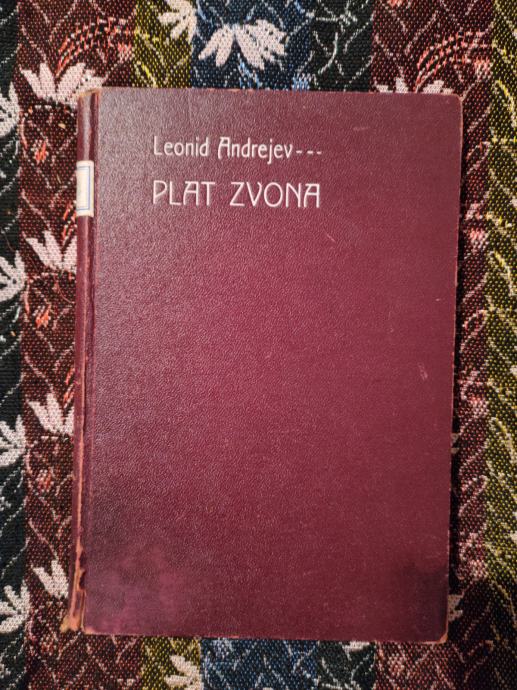 Leonid Andrejev---
PLAT ZVONA